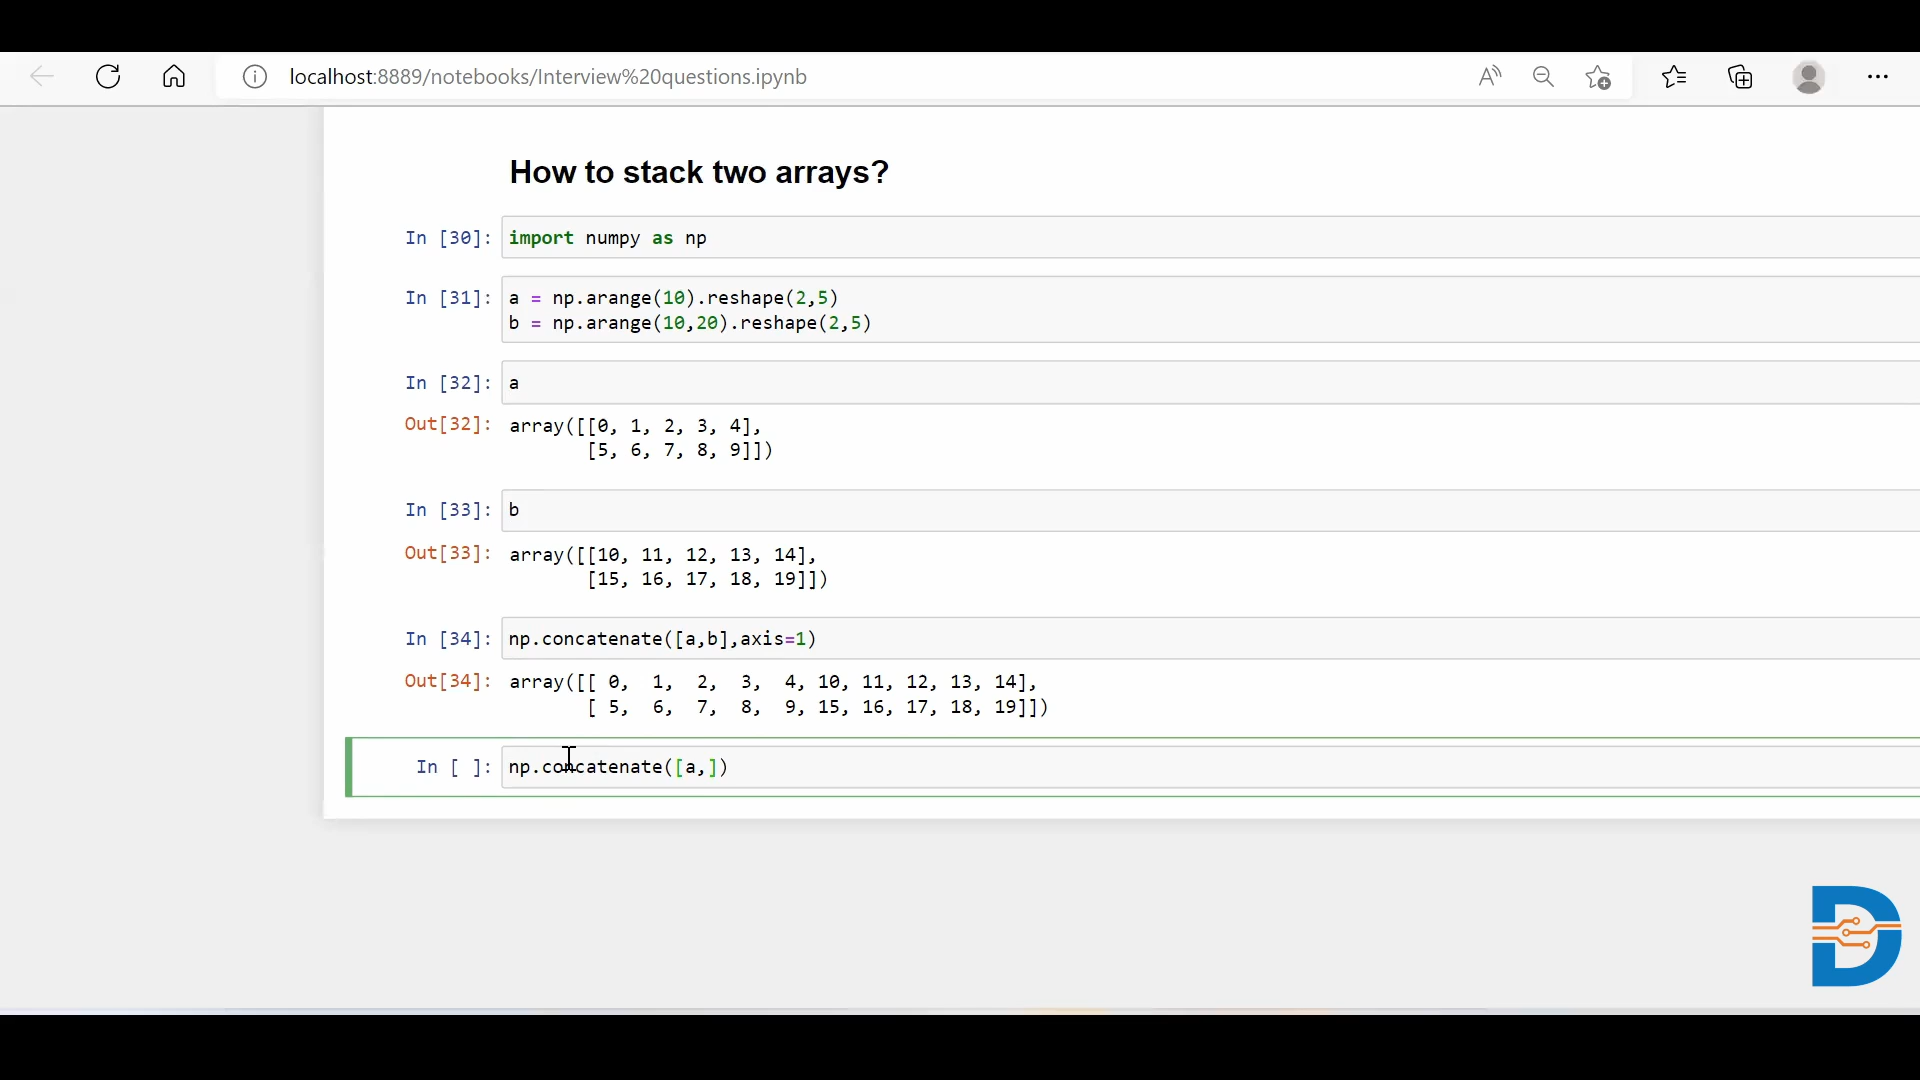 localhost:8889/notebooks/Interview%20questions.ipynb
How to stack two arrays?
In [30]: import numpy as np
In [31]: a = np.arange(10).reshape(2,5)
b = np.arange(10,20).reshape(2,5)
In [32]: a
Out[32]: array([[0, 1, 2, 3, 4],
[5, 6, 7, 8, 9]])
In [33]: b
Out[33]: array([[10, 11, 12, 13, 14],
[15, 16, 17, 18, 19]])
In [34]: np.concatenate([a,b],axis=1)
Out[34]: array([[ 0, 1, 2, 3, 4, 10, 11, 12, 13, 14],
[ 5, 6, 7, 8, 9, 15, 16, 17, 18, 19]])
In [ ]: np.concatenate([a,])